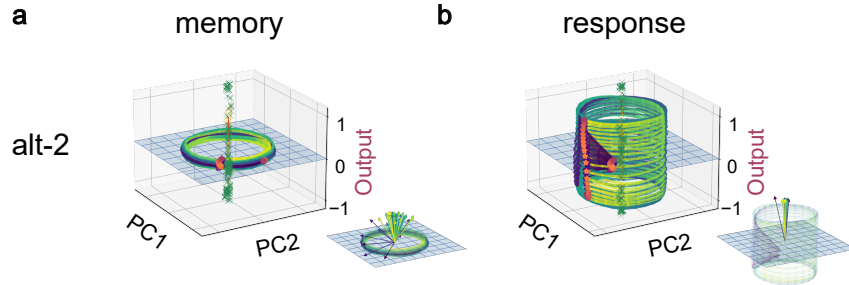 a
memory
b
response
alt-2
1
0
−1
Output
PC1
PC2
1
0
−1
Output
PC1
PC2